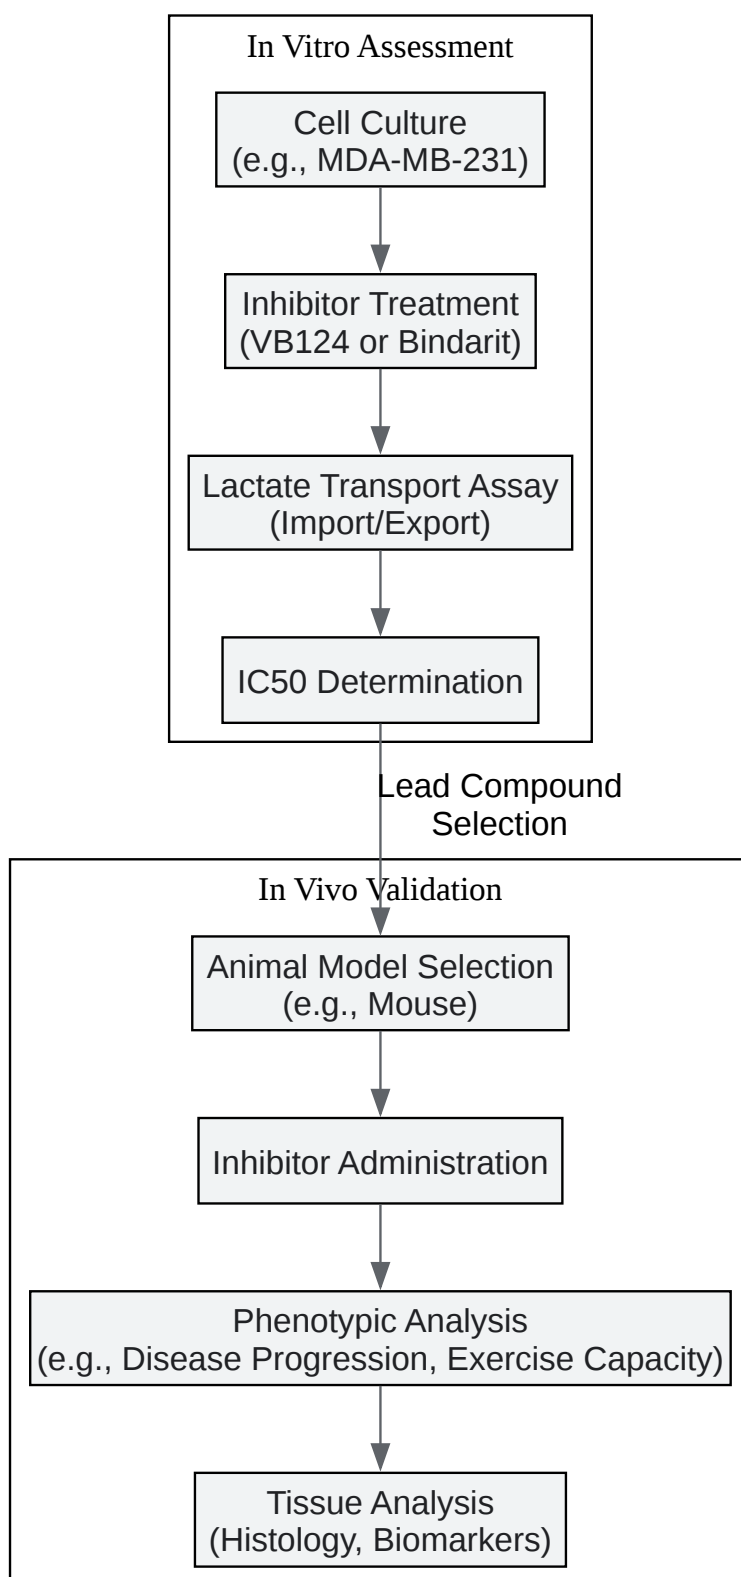 In Vitro Assessment
Cell Culture
(e.g., MDA-MB-231)
Inhibitor Treatment
(VB124 or Bindarit)
Lactate Transport Assay
(Import/Export)
IC50 Determination
Lead Compound
Selection
In Vivo Validation
Animal Model Selection
(e.g., Mouse)
Inhibitor Administration
Phenotypic Analysis
(e.g., Disease Progression, Exercise Capacity)
Tissue Analysis
(Histology, Biomarkers)